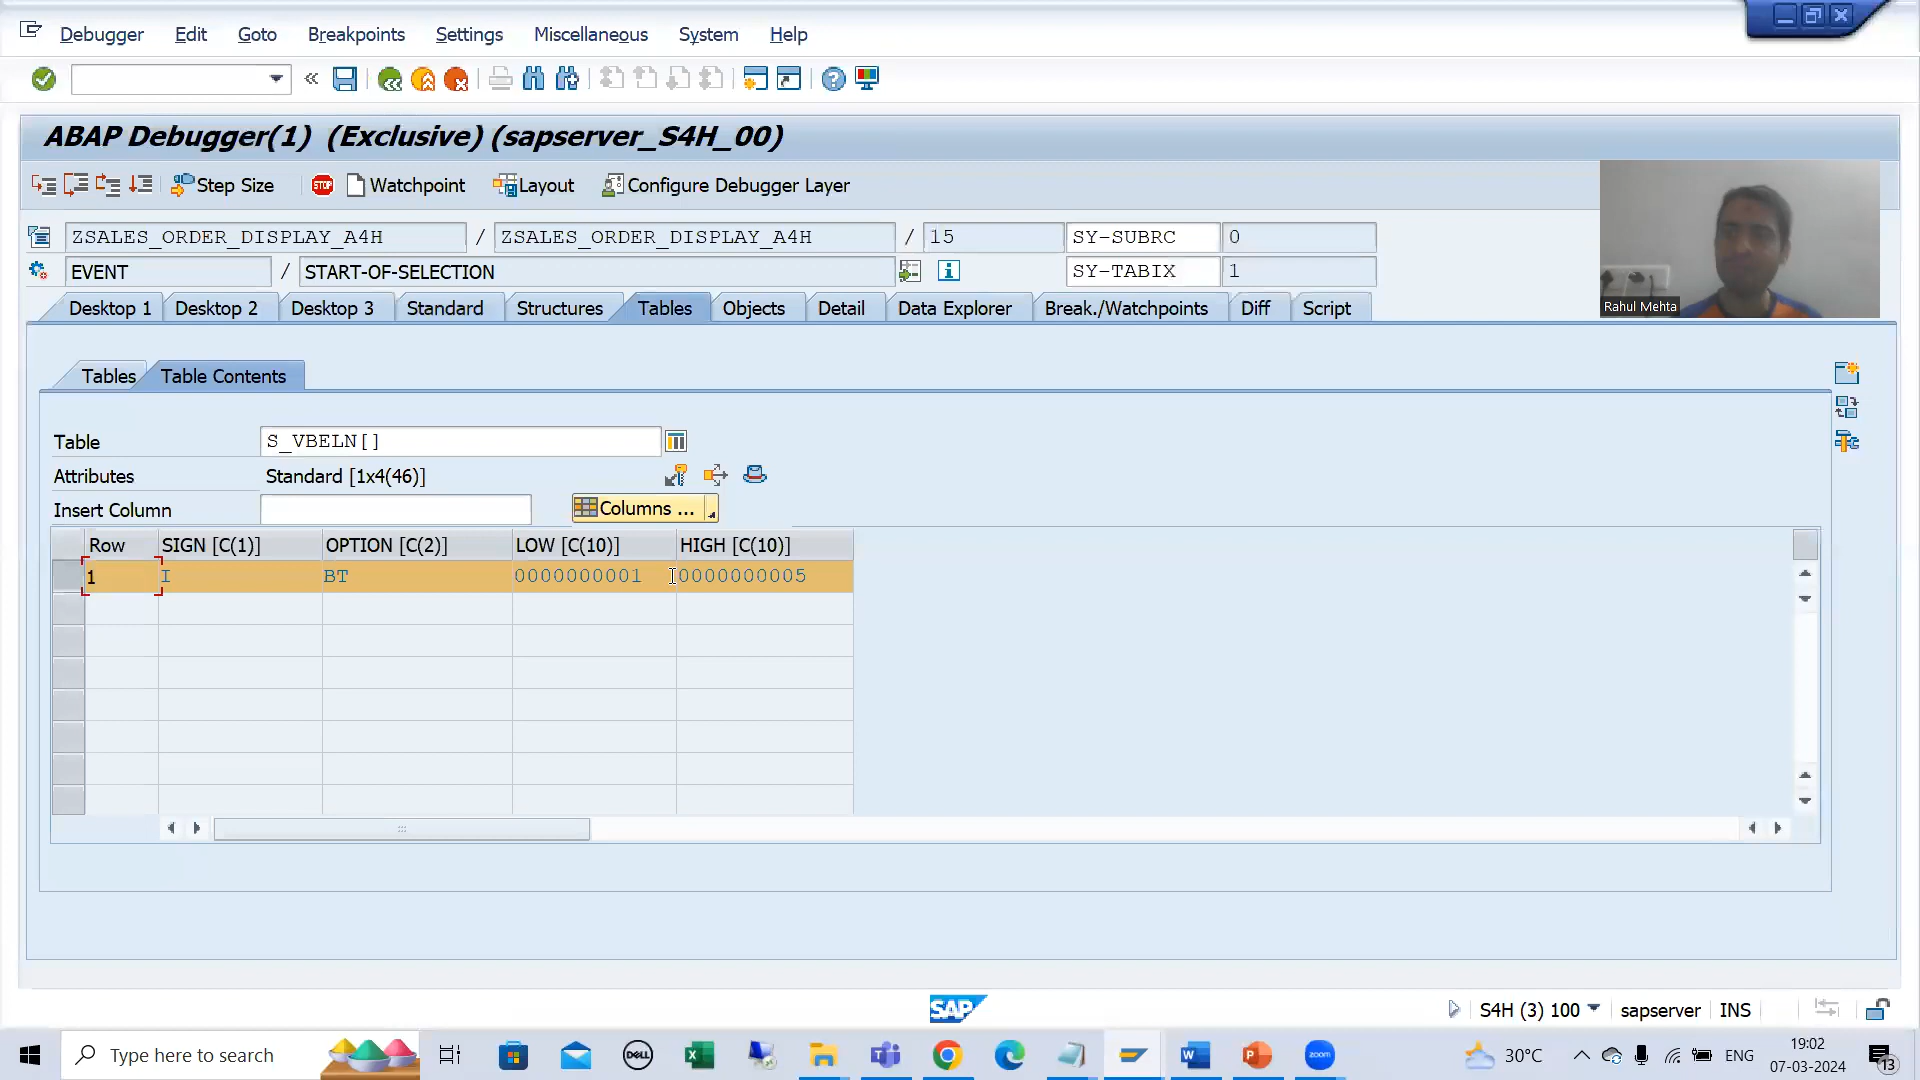 Debugger Edit Goto Breakpoints Settings Miscellaneous System Help
ABAP Debugger(1) (Exclusive) (sapserver_S4H_00)
Step Size STOP Watchpoint Layout Configure Debugger Layer
ZSALES_ORDER_DISPLAY_A4H / ZSALES_ORDER_DISPLAY_A4H / 15 SY-SUBRC 0
EVENT / START-OF-SELECTION SY-TABIX 1
Rahul Mehta
Desktop 1 Desktop 2 Desktop 3 Standard Structures Tables Objects Detail Data Explorer Break./Watchpoints Diff Script
Tables Table Contents
Table S_VBELN[]
Attributes Standard [1x4(46)]
Insert Column Columns ...
Row SIGN [C(1)] OPTION [C(2)] LOW [C(10)] HIGH [C(10)]
1 I BT 0000000001 0000000005
SAP S4H (3) 100 sapserver INS
Type here to search DELL zoom 30°C ENG 19:02
07-03-2024 13